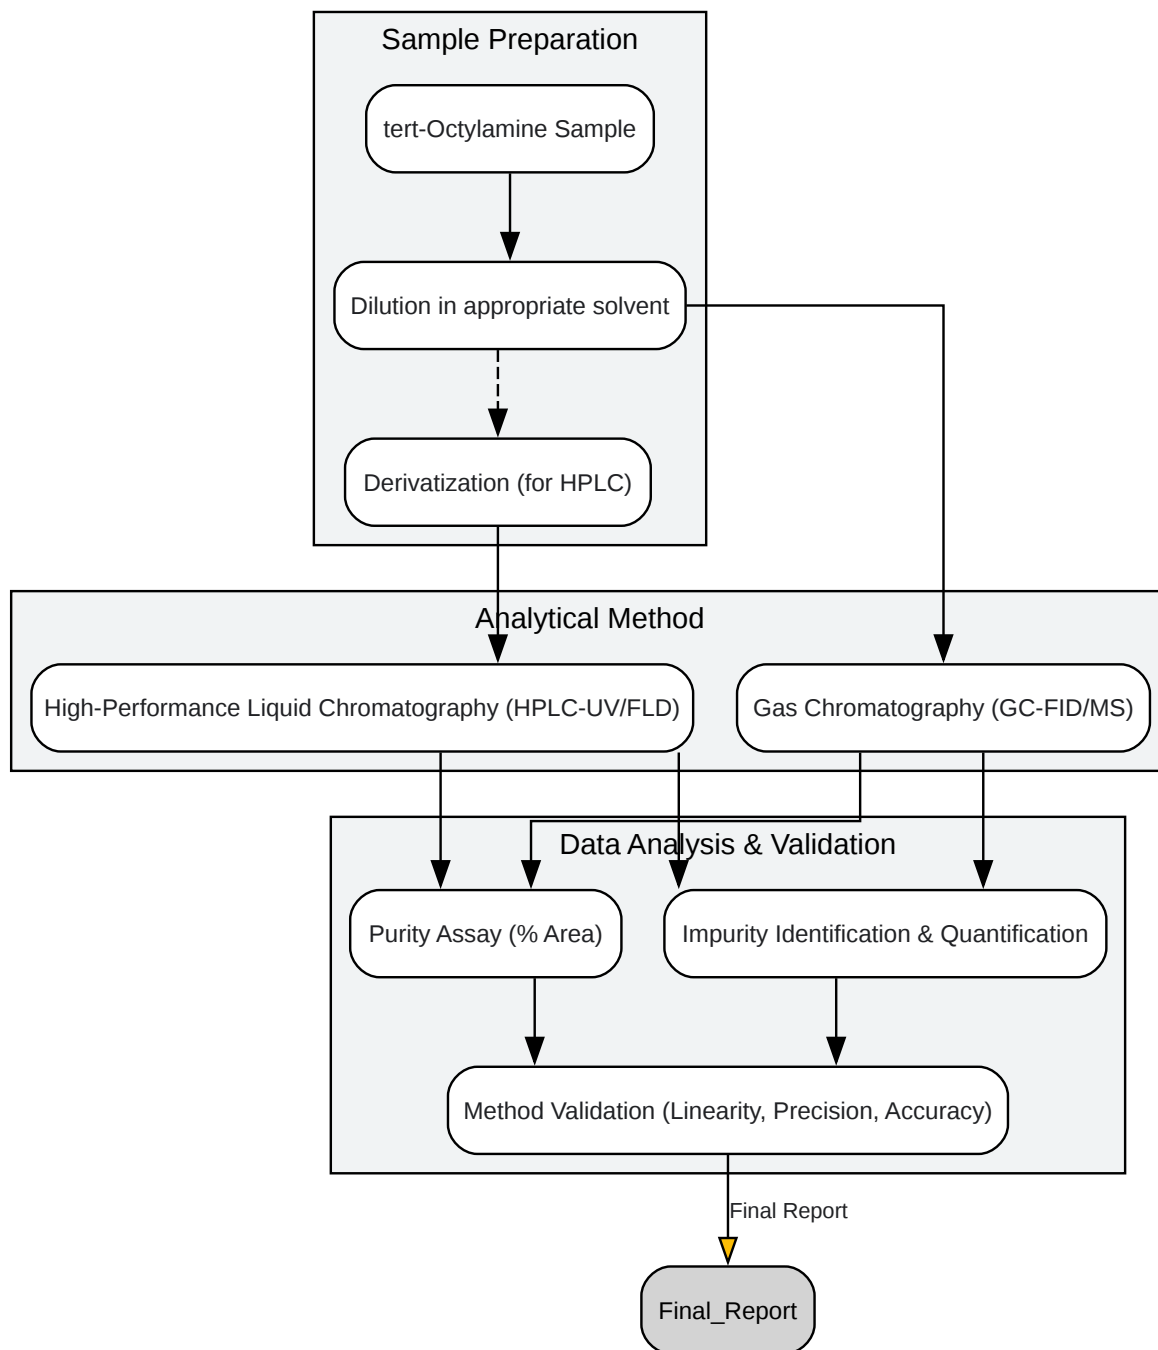 Sample Preparation
tert-Octylamine Sample
Dilution in appropriate solvent
Derivatization (for HPLC)
Analytical Method
High-Performance Liquid Chromatography (HPLC-UV/FLD)
Gas Chromatography (GC-FID/MS)
Data Analysis & Validation
Purity Assay (% Area)
Impurity Identification & Quantification
Method Validation (Linearity, Precision, Accuracy)
Final Report
Final_Report